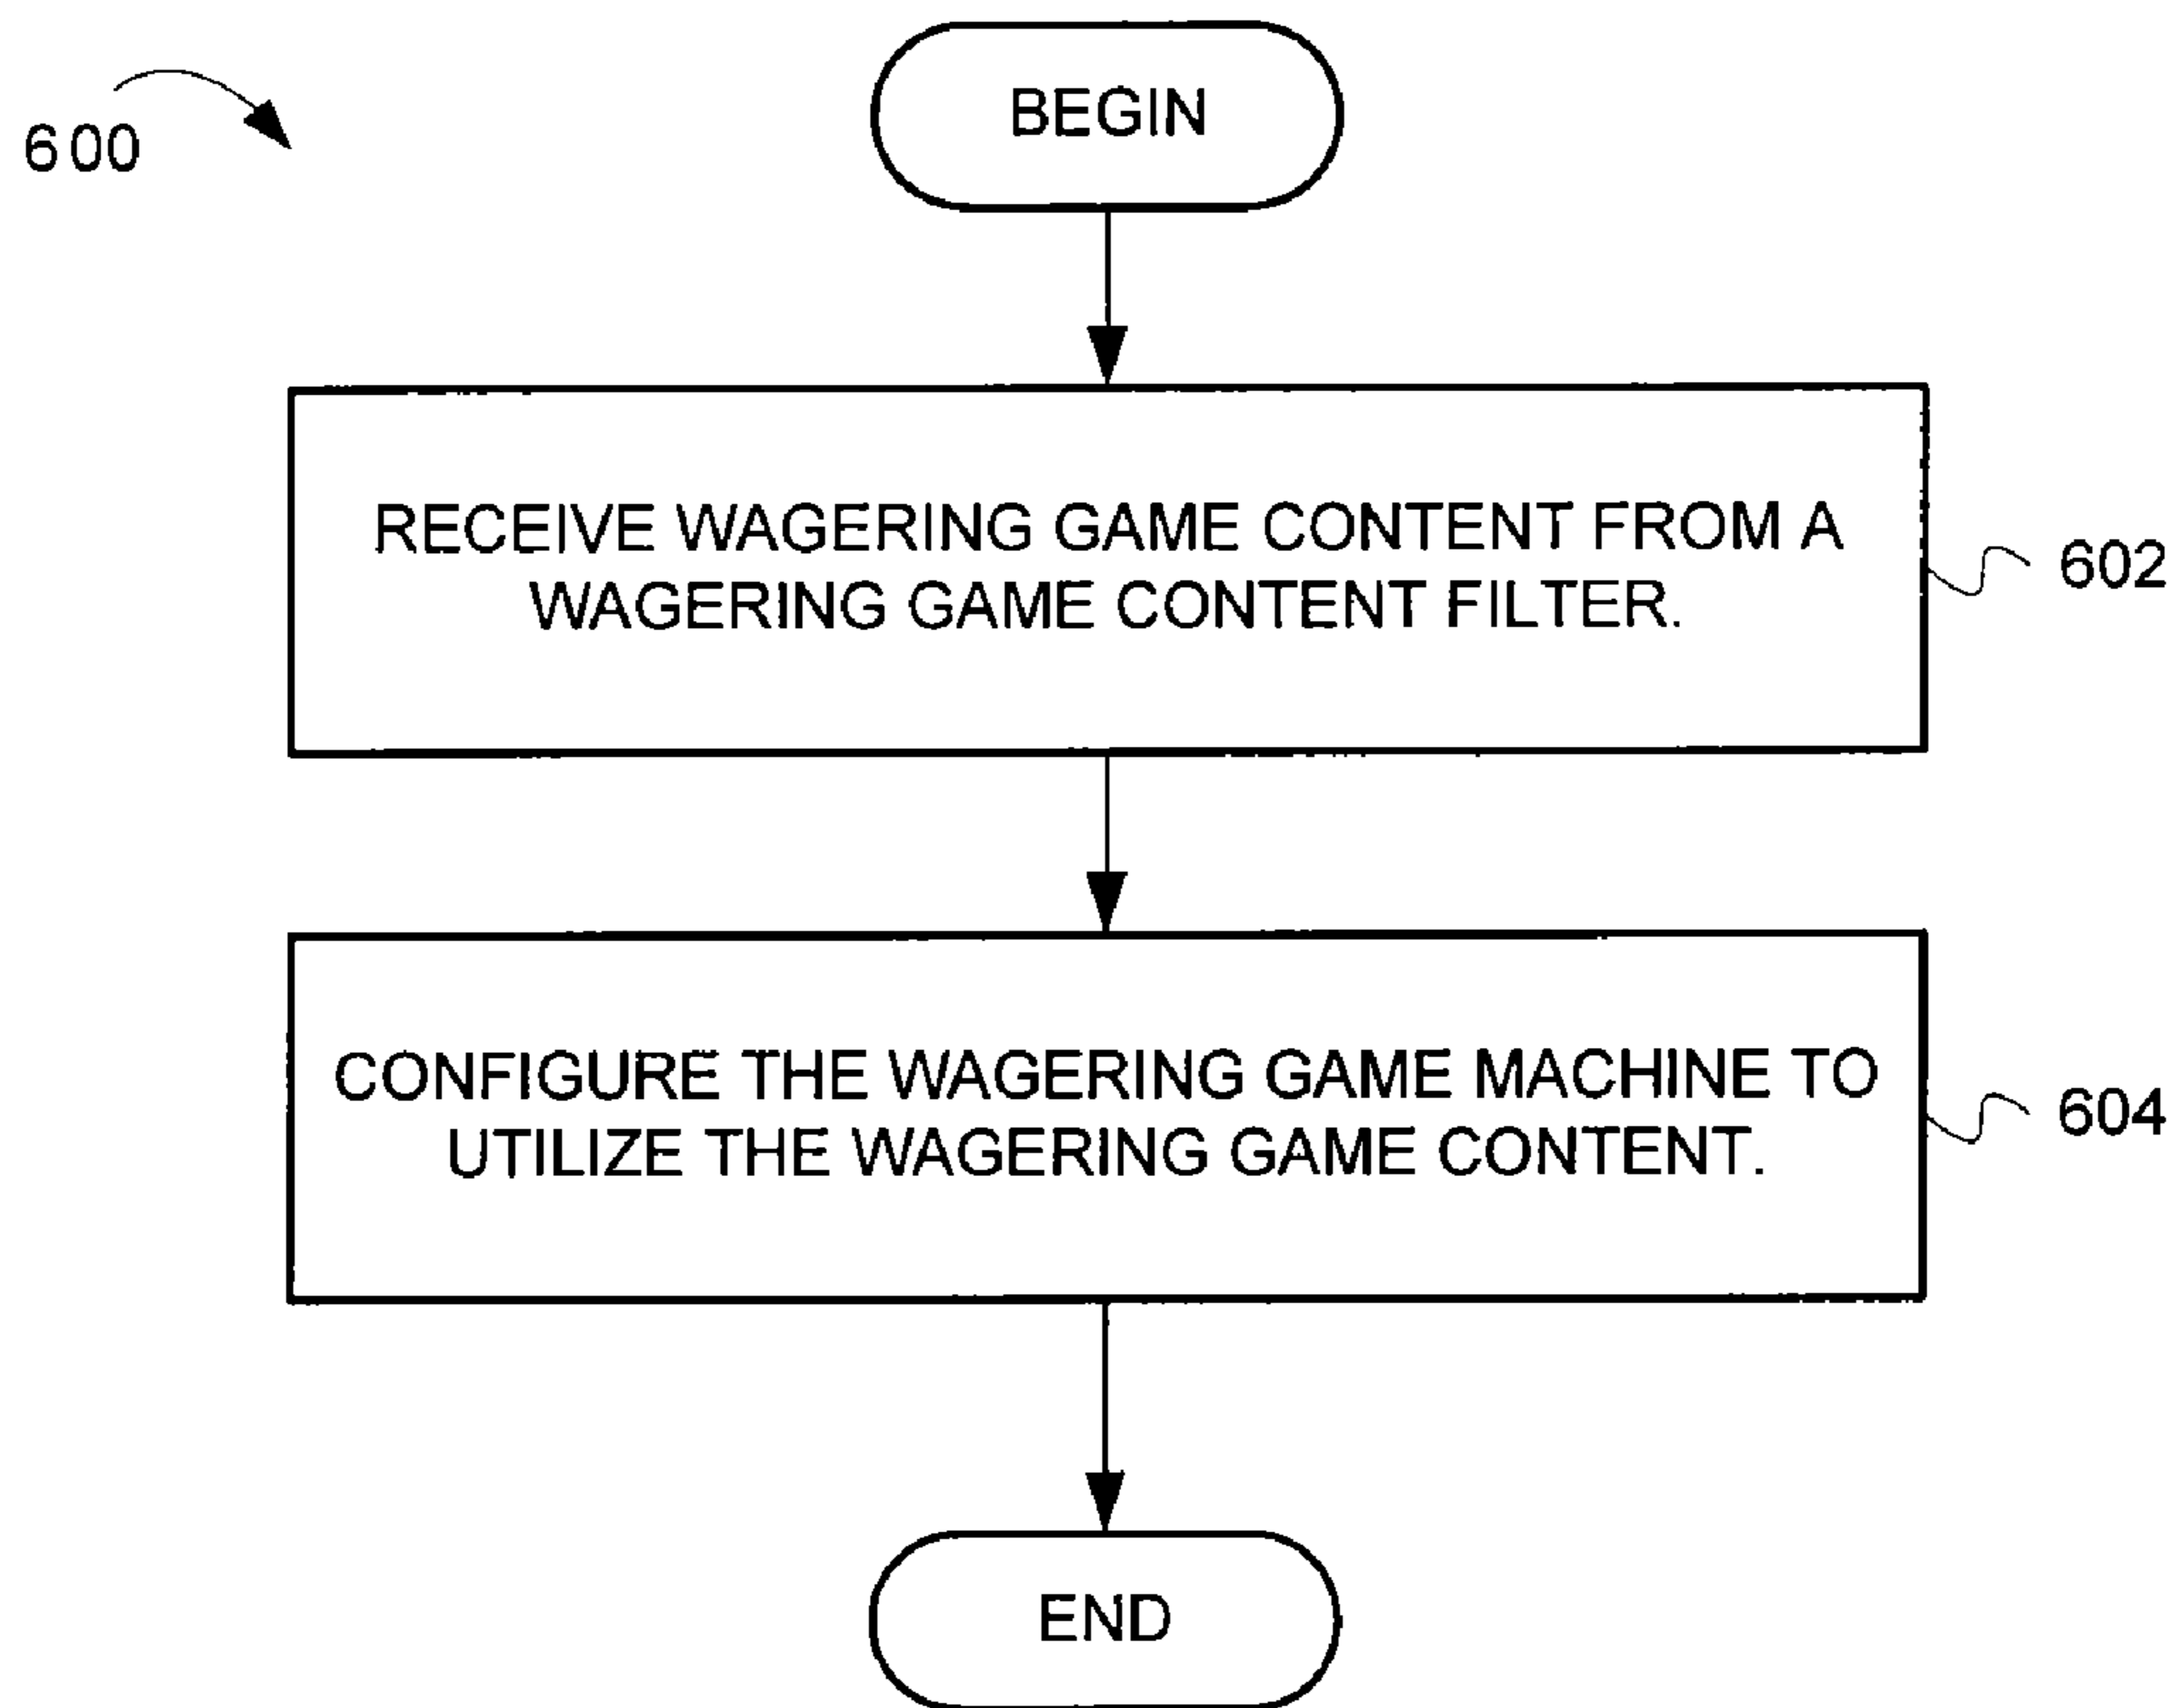 BEGIN
600
RECEIVE WAGERING GAME CONTENT FROM A
WAGERING GAME CONTENT FILTER.
602
CONFIGURE THE WAGERING GAME MACHINE TO
UTILIZE THE WAGERING GAME CONTENT.
604
END